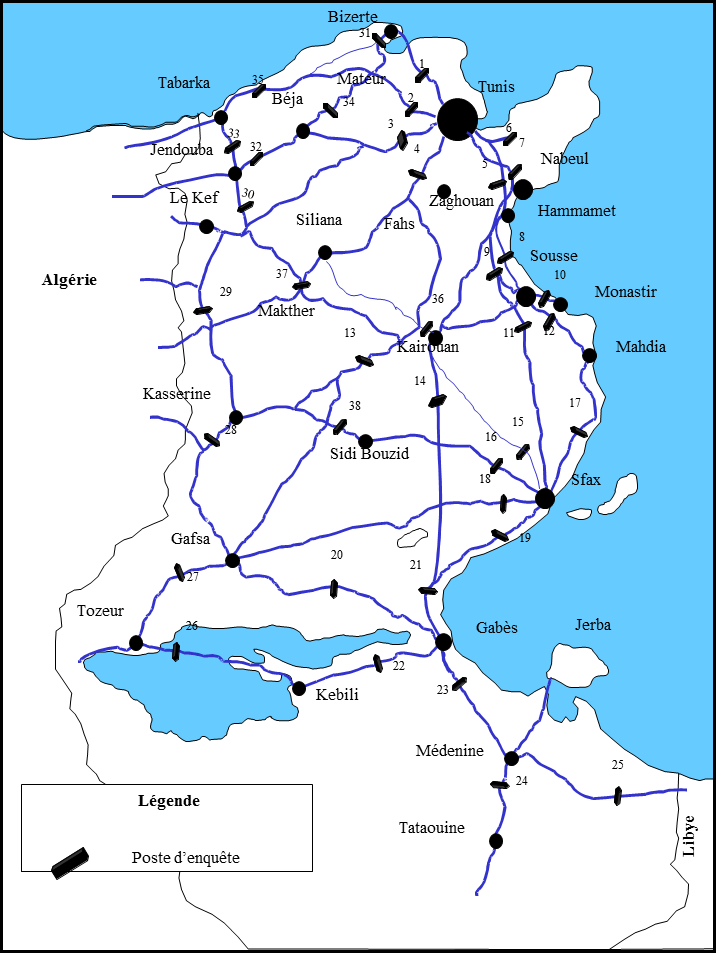 Bizerte
31
1
Tunis
Tabarka
35
Mateur
Béja
34
2
3
33
32
4
6
7
Jendouba
5
Nabeul
30
Le Kef
Zaghouan
Hammamet
Siliana
Fahs
8
9
Sousse
Algérie
37
10
29
36
Monastir
Makther
13
11
12
Kairouan
Mahdia
14
Kasserine
38
17
28
15
16
Sidi Bouzid
18
Sfax
Gafsa
19
20
21
27
Tozeur
26
Gabès
Jerba
22
Kebili
23
Médenine
25
24
Légende
Tataouine
Libye
Poste d'enquête